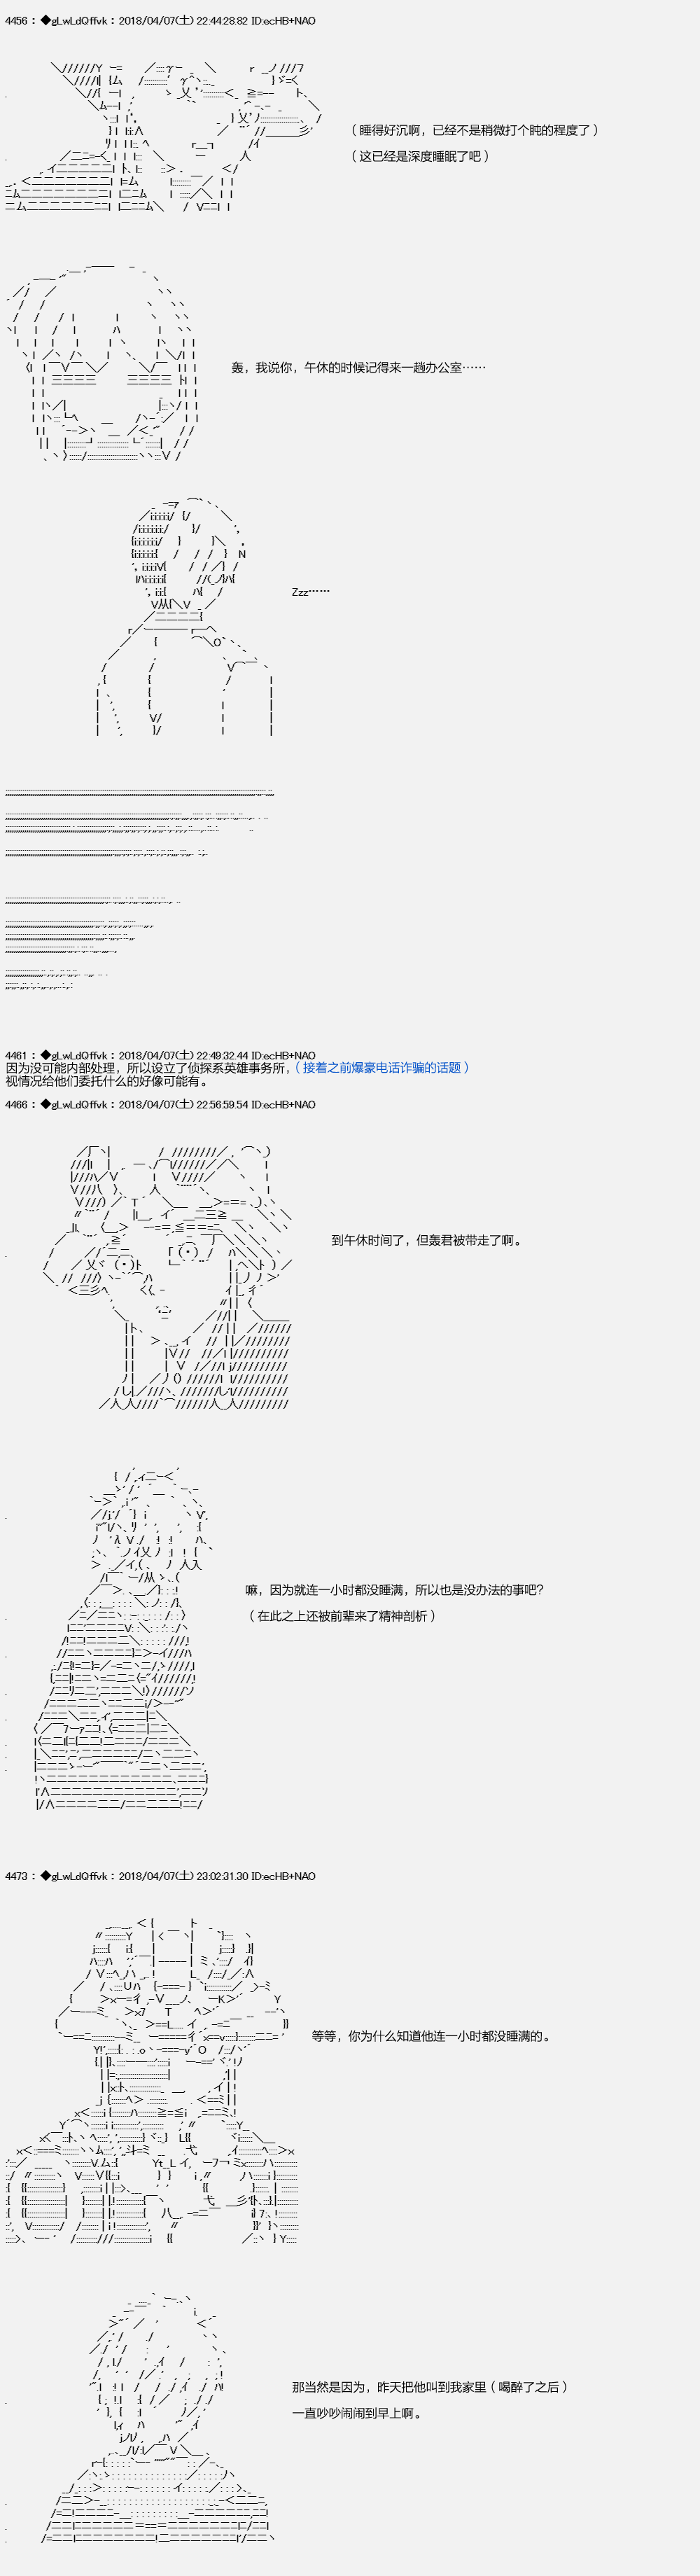 4456 : ◆gLwLdQffvk : 2018/04/07(土) 22:44:28.82 ID:echHB+NAO
(睡得好沉啊，已经不是稍微打个盹的程度了)
(这已经是深度睡眠了吧)
轰，我说你，午休的时候记得来一趟办公室……
Zzz……
4461 : ◆gLwLdQffvk : 2018/04/07(土) 22:49:32.44 ID:echHB+NAO
因为没可能内部处理，所以设立了侦探系英雄事务所，(接着之前爆豪电话诈骗的话题)
视情况给他们委托什么的好像可能有。
4466 : ◆gLwLdQffvk : 2018/04/07(土) 22:56:59.54 ID:echHB+NAO
到午休时间了，但轰君被带走了啊。
嘛，因为就连一小时都没睡满，所以也是没办法的事吧?
(在此之上还被前辈来了精神剖析)
4473 : ◆gLwLdQffvk : 2018/04/07(土) 23:02:31.30 ID:echHB+NAO
等等，你为什么知道他连一小时都没睡满的。
那当然是因为，昨天把他叫到我家里(喝醉了之后)
一直吵吵闹闹到早上啊。